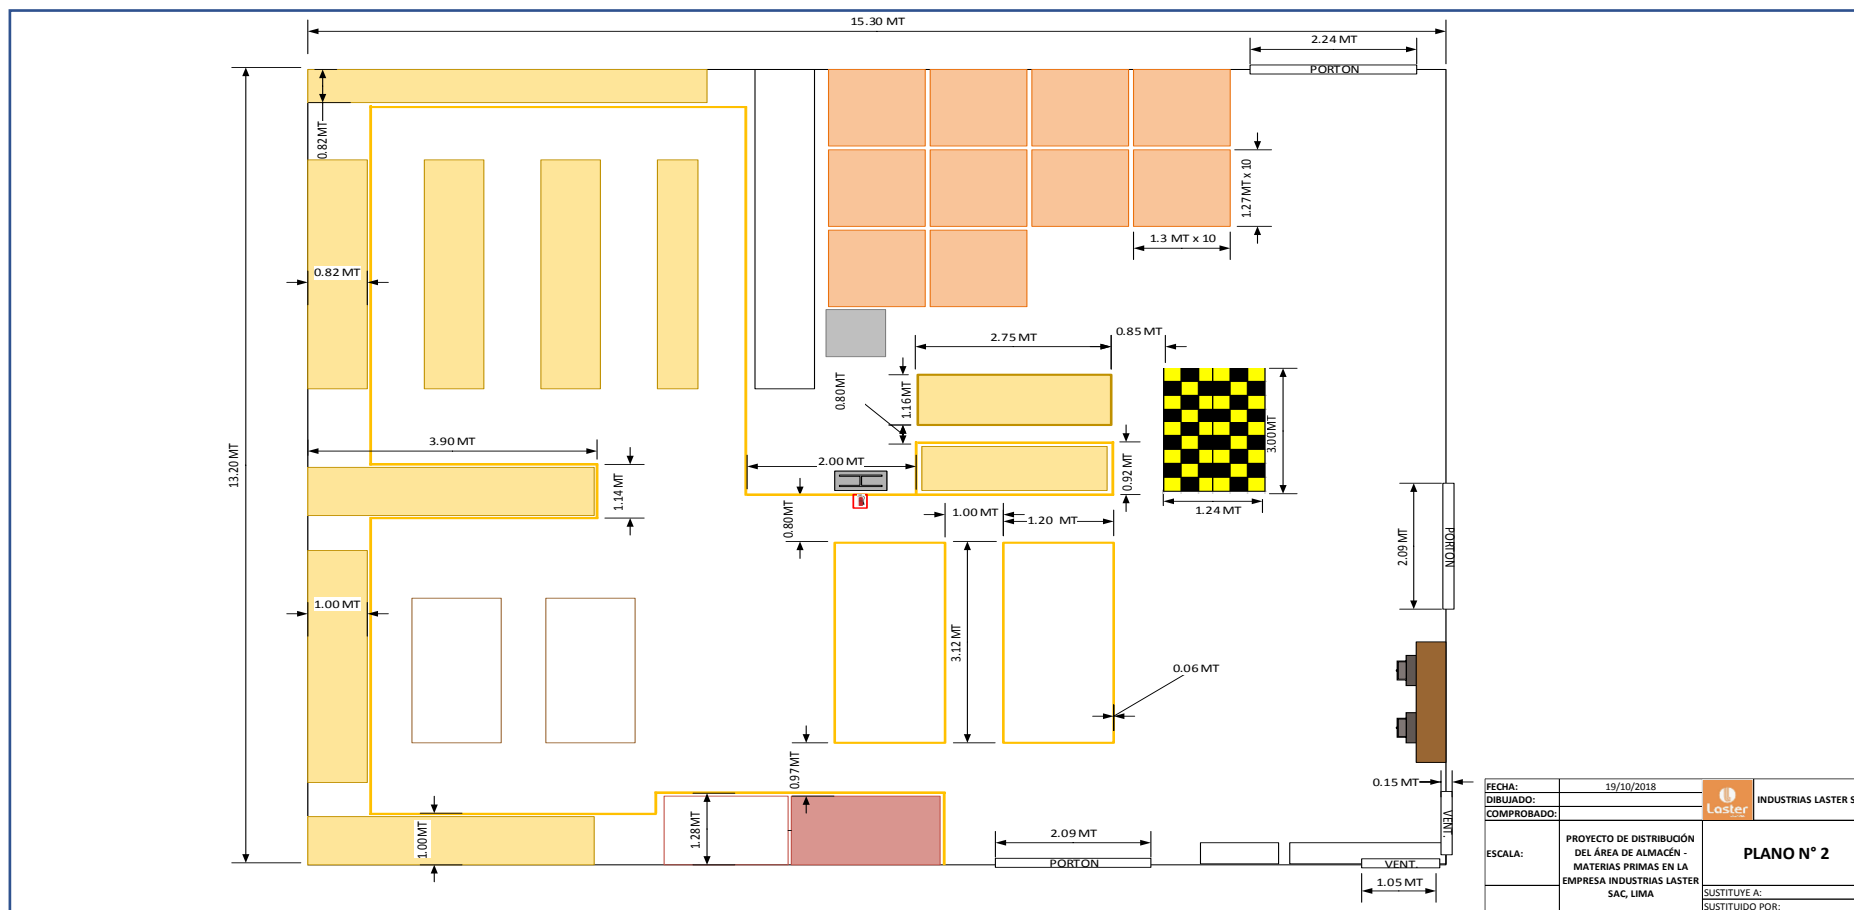 15.30 MT
2.24 MT
PORTON
0.82 MT
1.27 MT x 10
1.3 MT x 10
0.82 MT
0.85 MT
2.75 MT
0.80 MT
1.16 MT
3.90 MT
13.20 MT
2.00 MT
0.92 MT
3.00 MT
1.14 MT
1.24 MT
0.80 MT
1.00 MT
1.20 MT
2.09 MT
PORTON
1.00 MT
3.12 MT
0.06 MT
0.97 MT
0.15 MT
1.00 MT
1.28 MT
2.09 MT
PORTON
VENT.
VENT.
1.05 MT
FECHA:
19/10/2018
DIBUJADO:
COMPROBADO:
Laster
INDUSTRIAS LASTER S
ESCALA:
PROYECTO DE DISTRIBUCIÓN
DEL ÁREA DE ALMACÉN -
MATERIAS PRIMAS EN LA
EMPRESA INDUSTRIAS LASTER
SAC, LIMA
PLANO N° 2
SUSTITUYE A:
SUSTITUIDO POR: